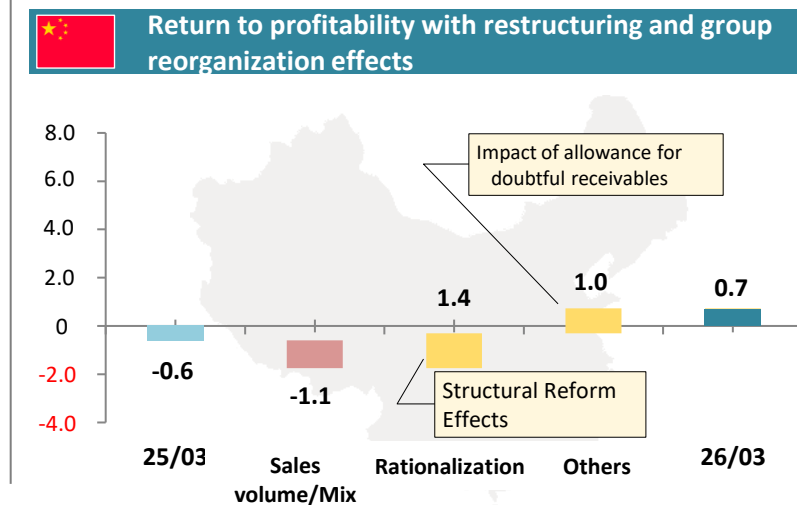 Return to profitability with restructuring and group
reorganization effects
8.0
6.0
4.0
2.0
0
-2.0
-4.0
Impact of allowance for
doubtful receivables
-0.6
-1.1
1.4
1.0
0.7
Structural Reform
Effects
25/03
Sales
volume/Mix
Rationalization
Others
26/03